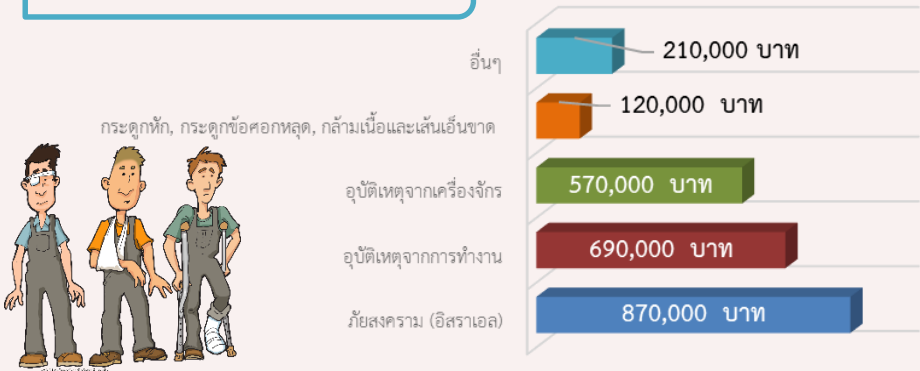 อื่นๆ
210,000 บาท
กระดูกหัก, กระดูกข้อศอกหลุด, กล้ามเนื้อและเส้นเอ็นขาด
120,000 บาท
อุบัติเหตุจากเครื่องจักร
570,000 บาท
อุบัติเหตุจากการทำงาน
690,000 บาท
ภัยสงคราม (อิสราเอล)
870,000 บาท